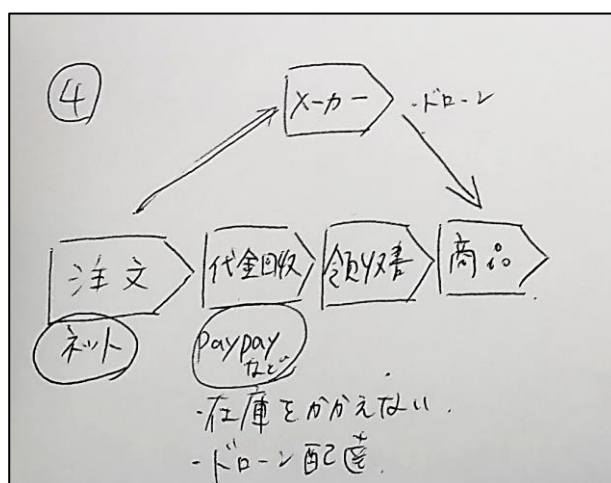 ④
メーカー
・ドローン
注文
代金回収
領収書
商品
ネット
paypay
など
・在庫をかかえない.
・ドローン配達